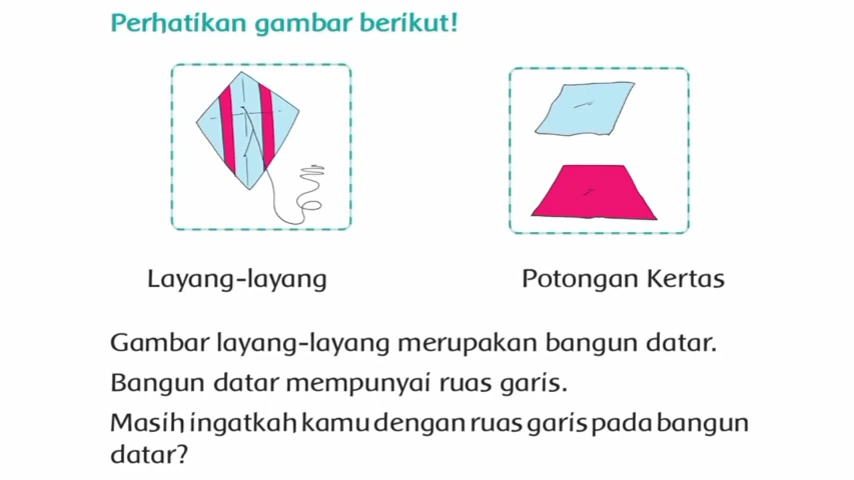 Perhatikan gambar berikut!
Layang-layang
Potongan Kertas
Gambar layang-layang merupakan bangun datar.
Bangun datar mempunyai ruas garis.
Masih ingatkah kamu dengan ruas garis pada bangun
datar?